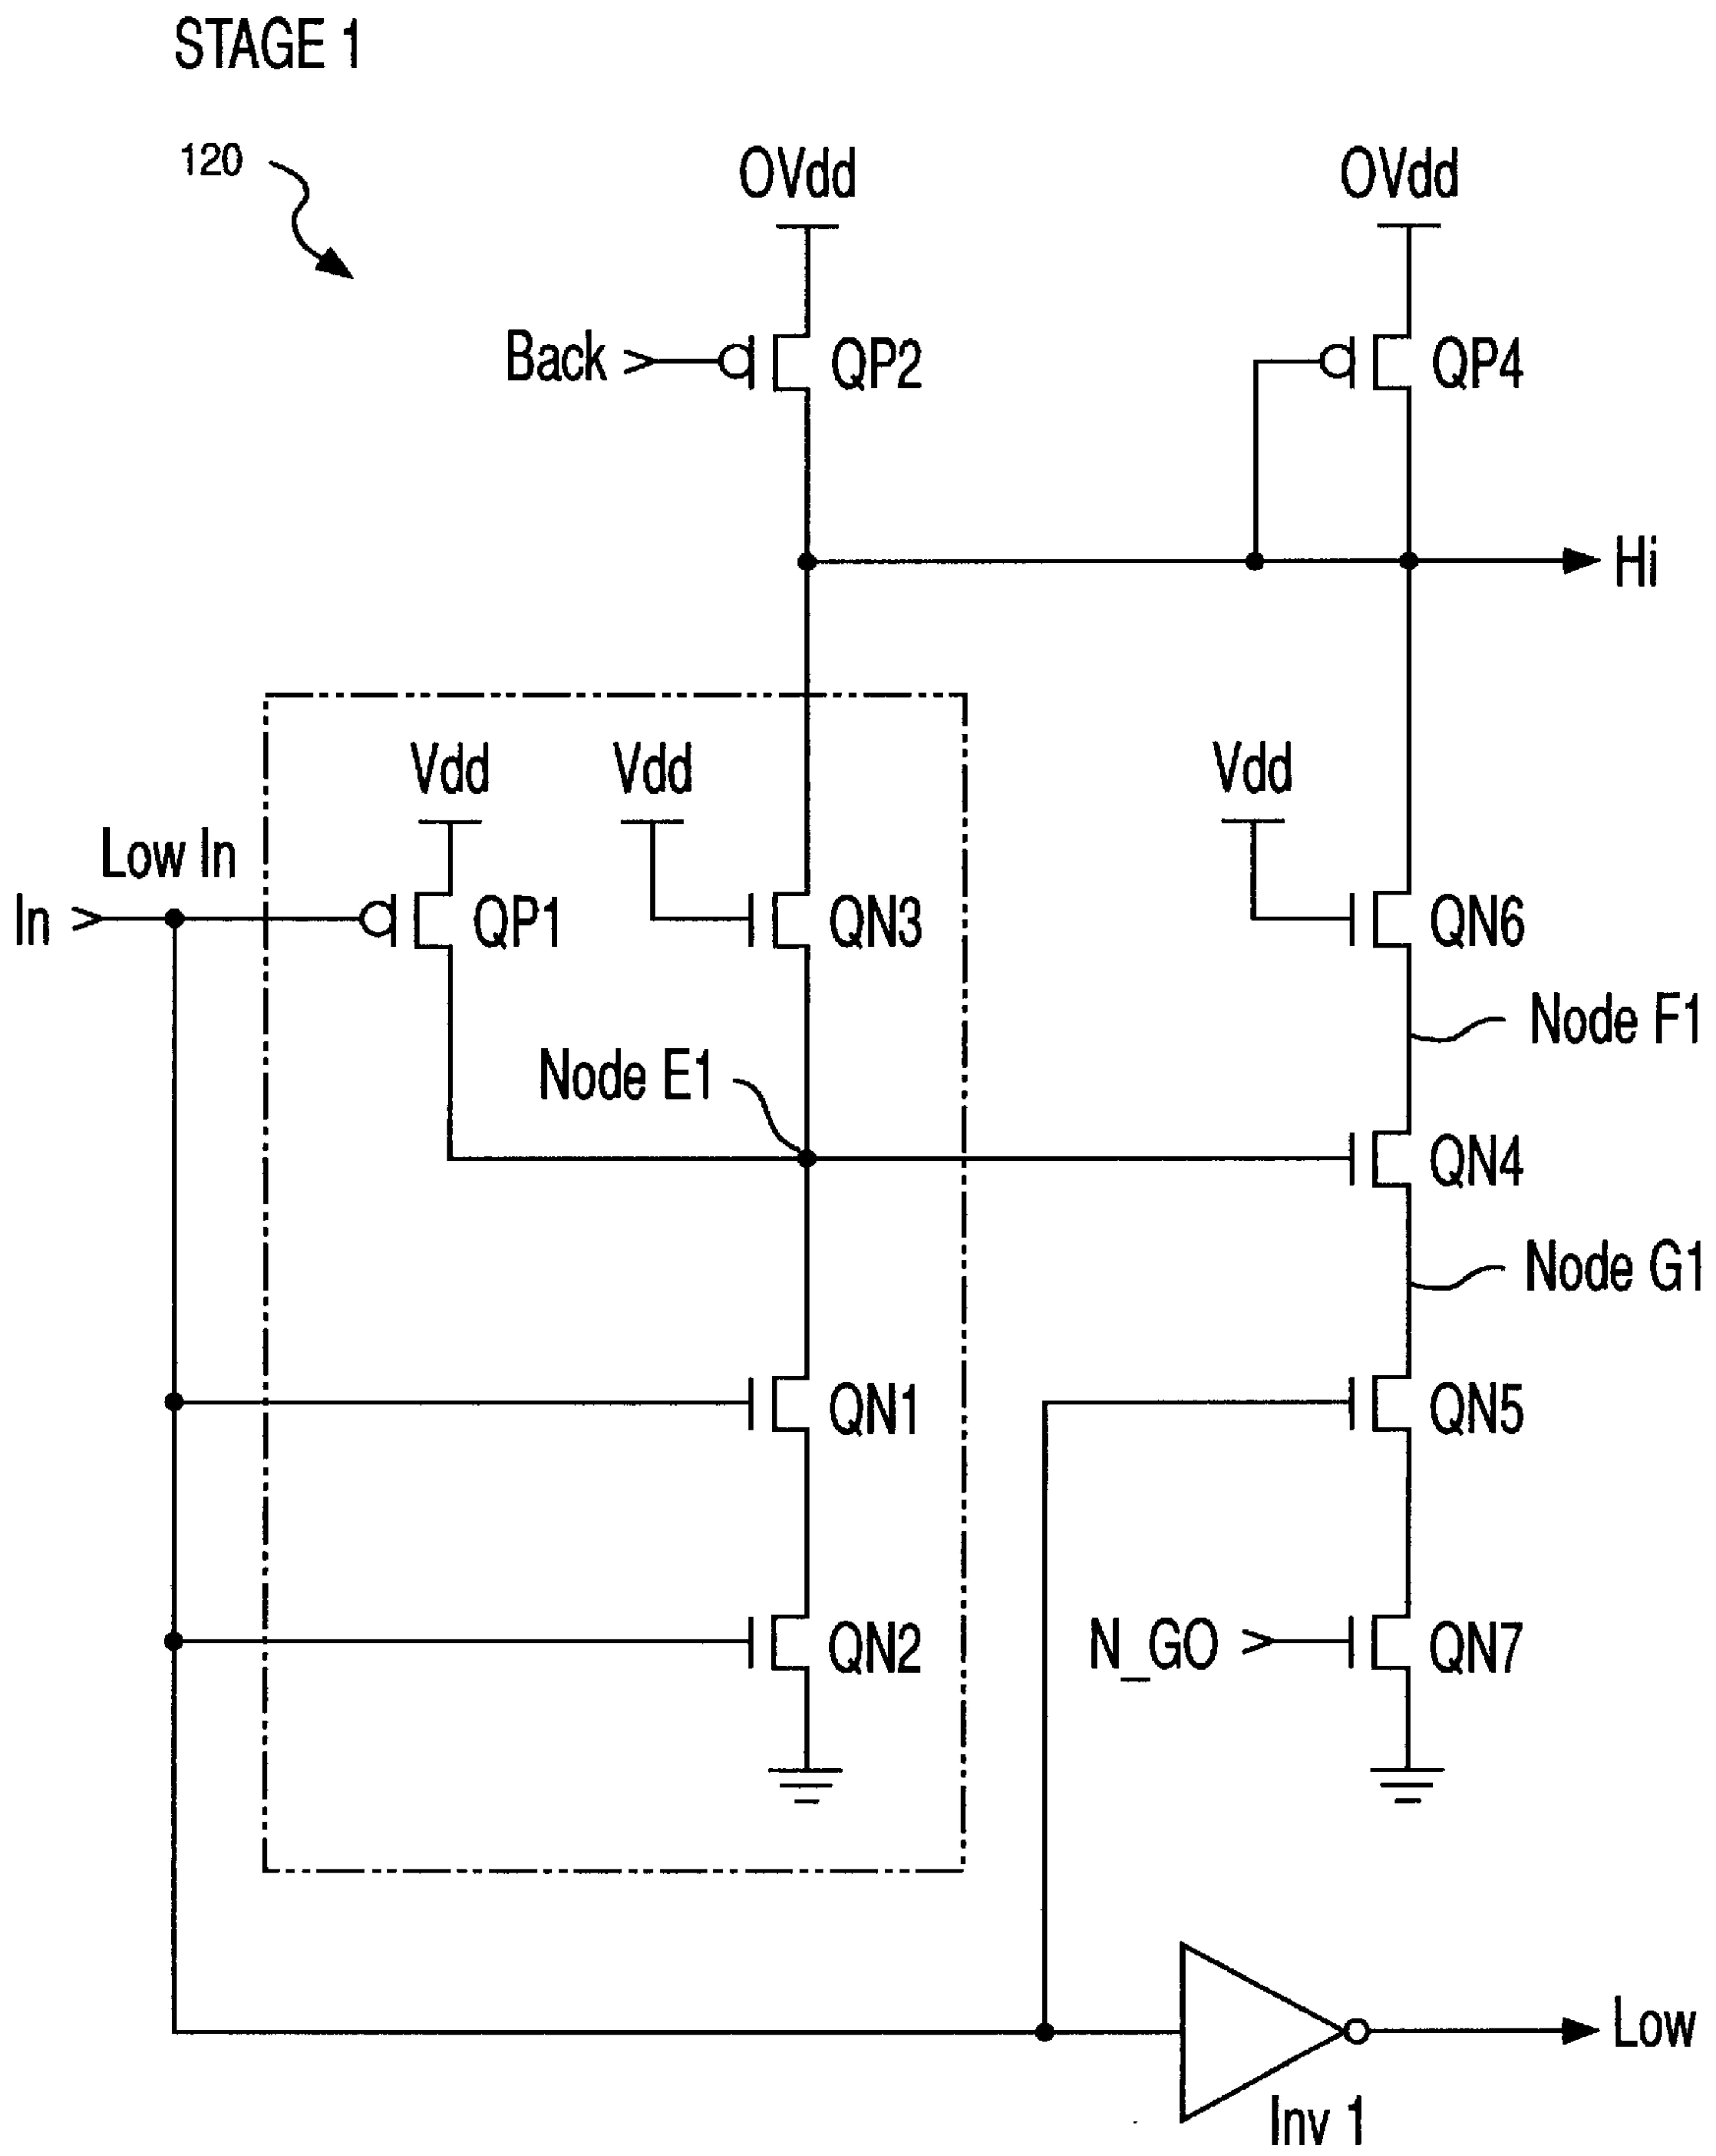 STAGE 1
120
OVdd
OVdd
Back
QP2
QP4
Hi
Vdd
Vdd
Vdd
Low In
In
QP1
QN3
QN6
Node F1
Node E1
QN4
Node G1
QN1
QN5
N_GO
QN2
QN7
Low
Inv 1